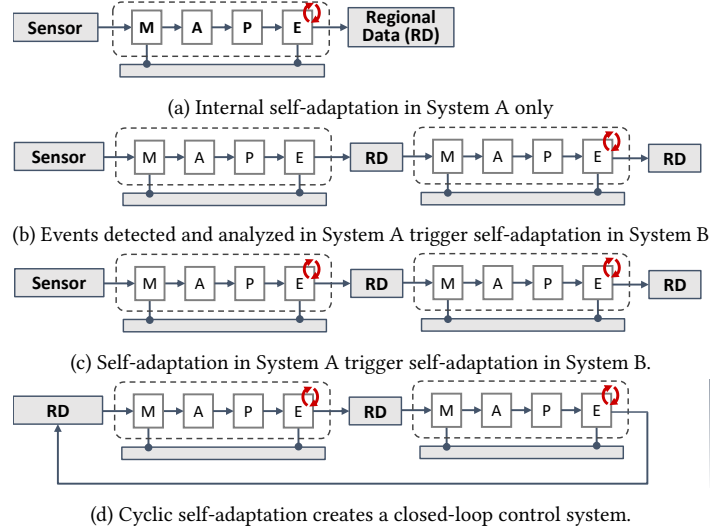 Sensor M A P E Regional Data (RD)
(a) Internal self-adaptation in System A only
Sensor M A P E RD M A P E RD
(b) Events detected and analyzed in System A trigger self-adaptation in System B
Sensor M A P E RD M A P E RD
(c) Self-adaptation in System A trigger self-adaptation in System B.
RD M A P E RD M A P E
(d) Cyclic self-adaptation creates a closed-loop control system.